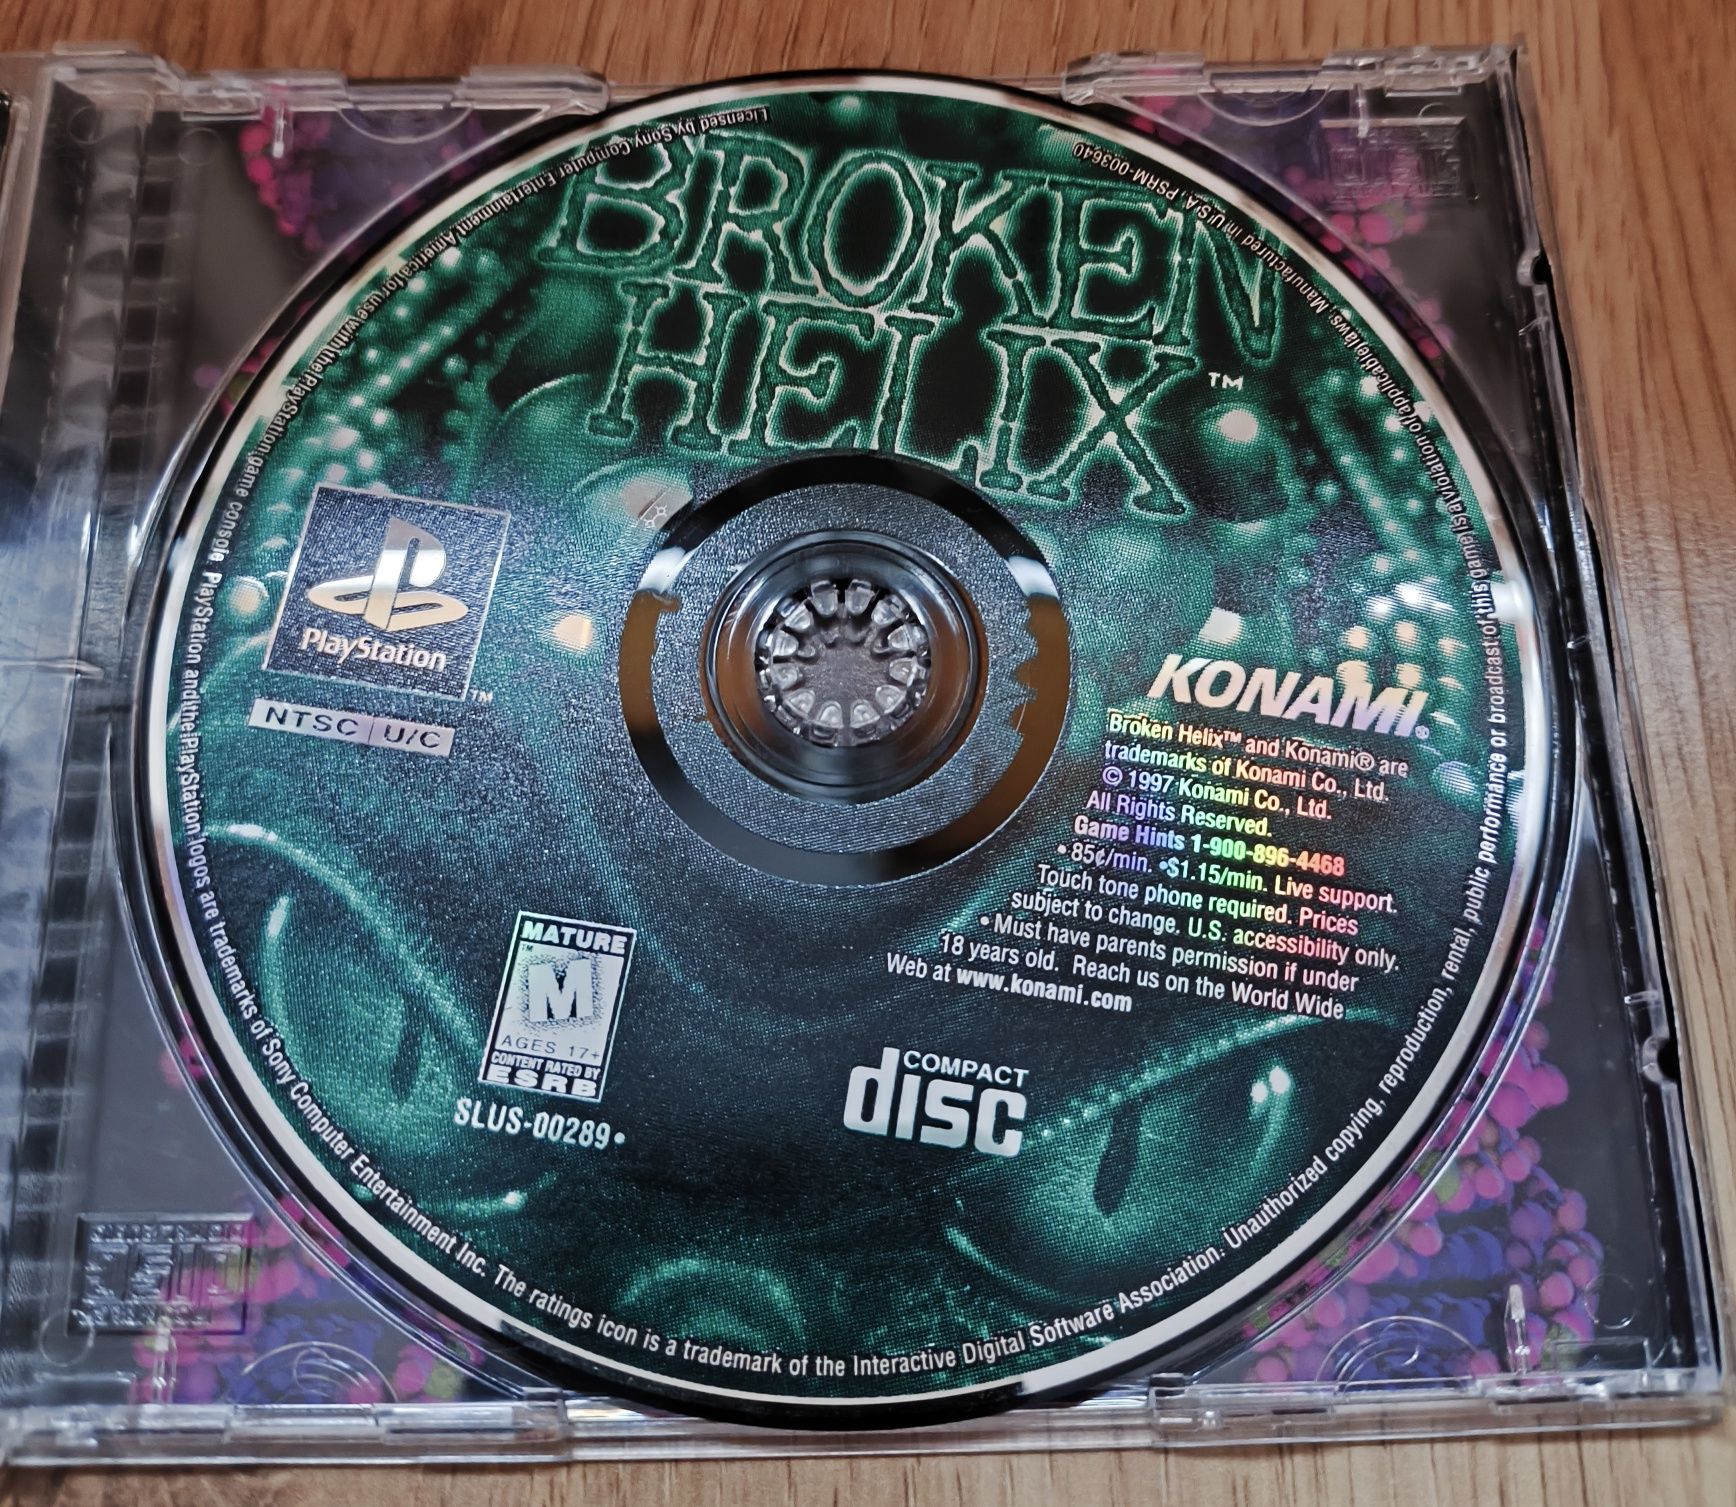 BROKEN
HELIX™
PlayStation
™
NTSC U/C
KONAMI®
Broken Helix™ and Konami® are
trademarks of Konami Co., Ltd.
© 1997 Konami Co., Ltd.
All Rights Reserved.
Game Hints 1-900-896-4468
• 85¢/min. •$1.15/min. Live support.
Touch tone phone required. Prices
subject to change. U.S. accessibility only.
• Must have parents permission if under
18 years old. Reach us on the World Wide
Web at www.konami.com
MATURE
™
M
AGES 17+
CONTENT RATED BY
ESRB
SLUS-00289•
COMPACT
disc
Licensed by Sony Computer Entertainment America for use with the PlayStation game console. PlayStation and the PlayStation logos are trademarks of Sony Computer Entertainment Inc. The ratings icon is a trademark of the Interactive Digital Software Association. Unauthorized copying, reproduction, rental, public performance or broadcast of this game is a violation of applicable laws. Manufactured in U.S.A. PSRM-003640